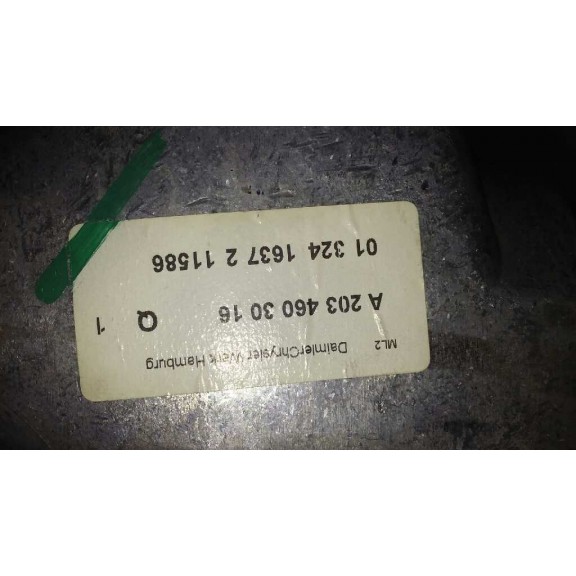 ML2 DaimlerChrysler Werk Hamburg
A 203 460 30 16 Q 1
01 324 1637 2 11586